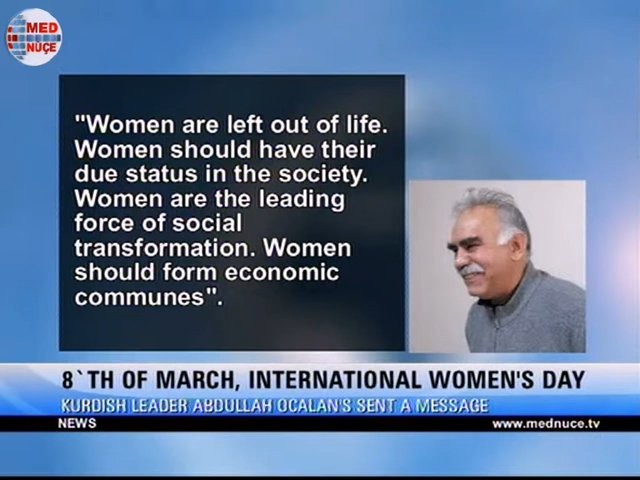 MED
NUÇE
"Women are left out of life.
Women should have their
due status in the society.
Women are the leading
force of social
transformation. Women
should form economic
communes".
8`TH OF MARCH, INTERNATIONAL WOMEN'S DAY
KURDISH LEADER ABDULLAH OCALAN'S SENT A MESSAGE
NEWS
www.mednuce.tv